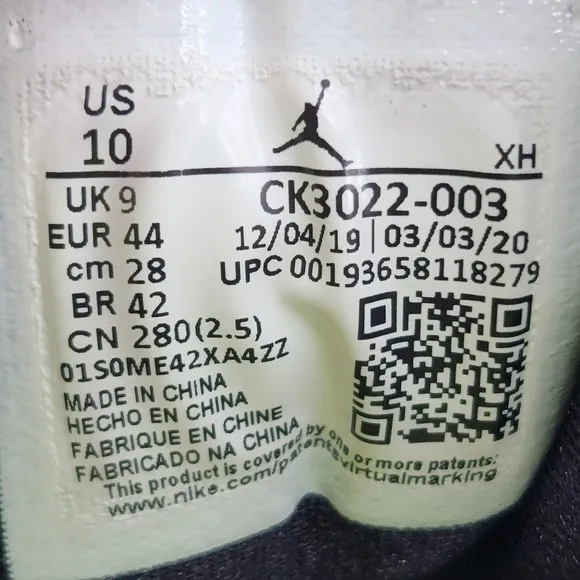 US
10
XH
UK 9
CK3022-003
EUR 44
12/04/19 | 03/03/20
cm 28
UPC 00193658118279
BR 42
CN 280(2.5)
01S0ME42XA4ZZ
MADE IN CHINA
HECHO EN CHINA
FABRIQUE EN CHINE
FABRICADO NA CHINA
This product is covered by one or more patents:
www.nike.com/patentsvirtualmarking